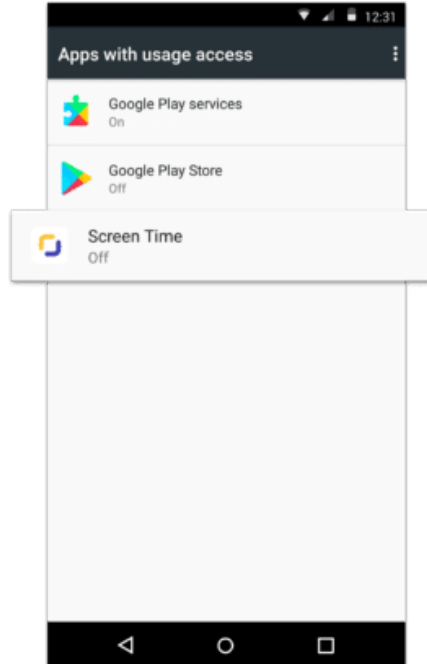 12:31
Apps with usage access
Google Play services
On
Google Play Store
Off
Screen Time
Off